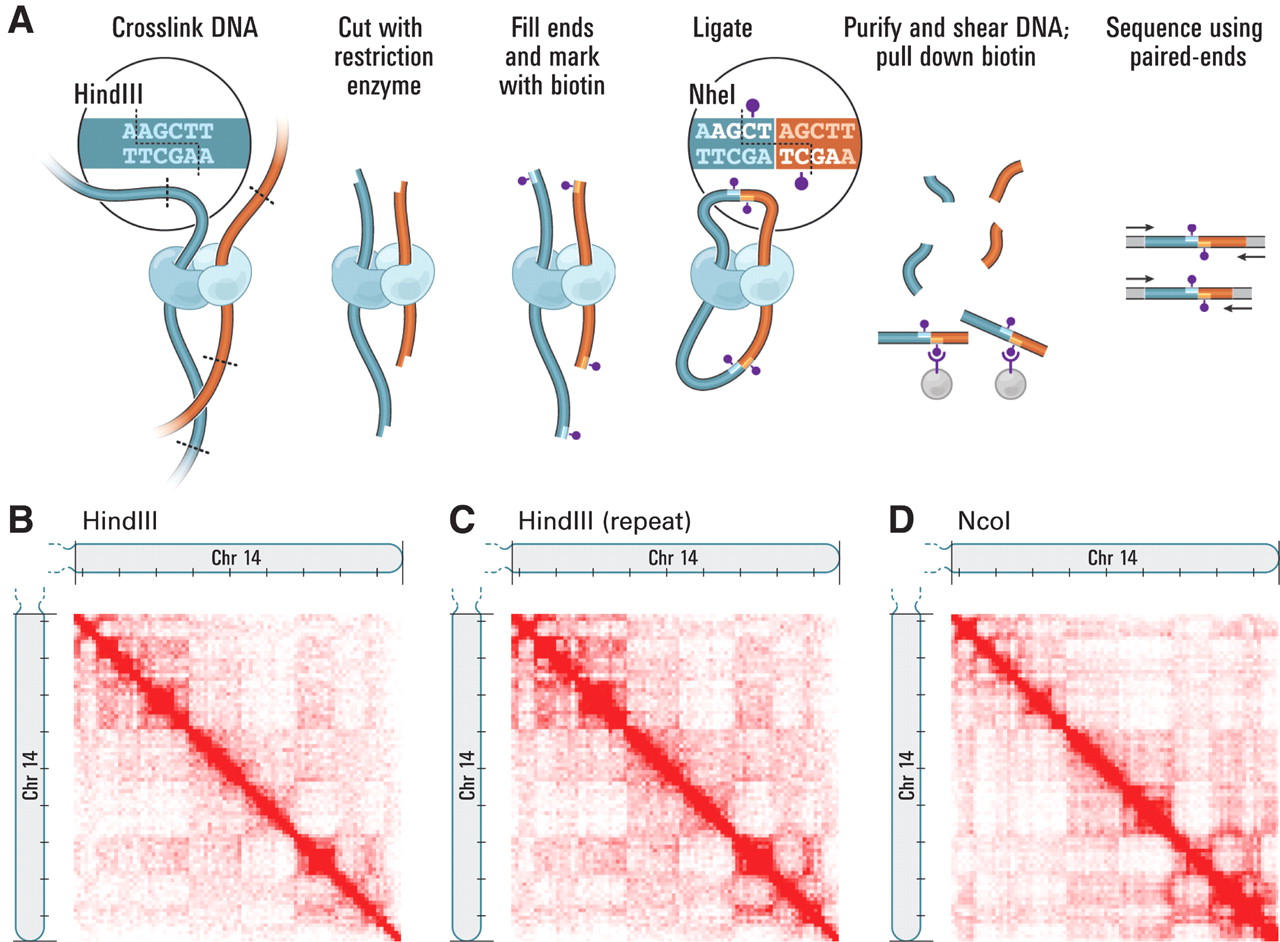 A
Crosslink DNA
Cut with
restriction
enzyme
Fill ends
and mark
with biotin
Ligate
Purify and shear DNA;
pull down biotin
Sequence using
paired-ends
HindIII
AAGCTT
TTCGAA
NheI
AAGCT AGCTT
TTCGA TCGAA
B HindIII
Chr 14
Chr 14
C HindIII (repeat)
Chr 14
Chr 14
D NcoI
Chr 14
Chr 14